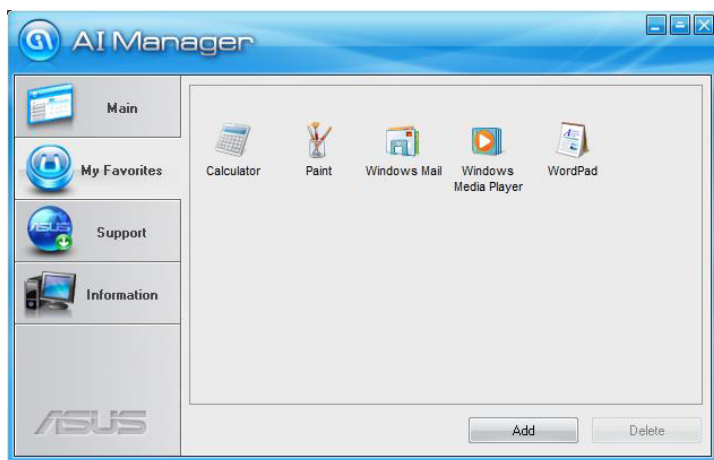 AI Manager
Main
My Favorites
Support
Information
Calculator
Paint
Windows Mail
Windows
Media Player
WordPad
ASUS
Add
Delete